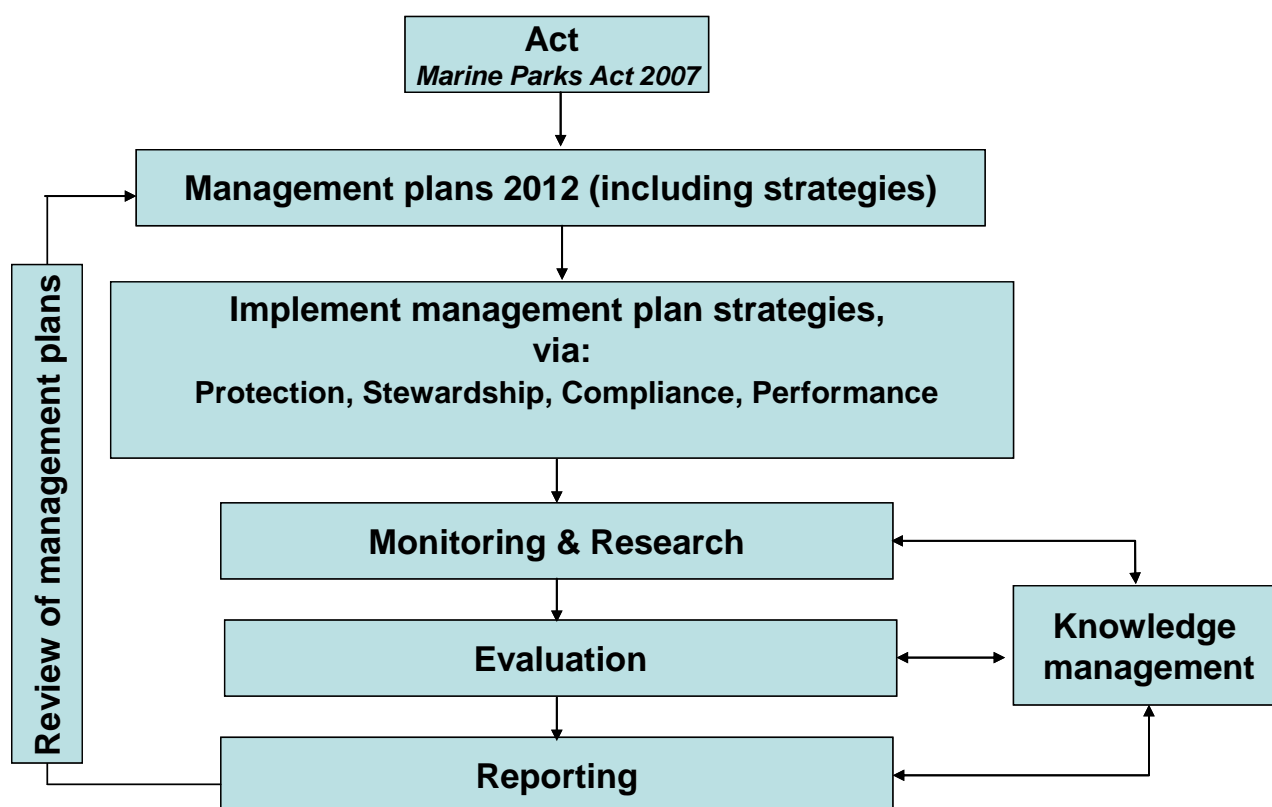 Act
Marine Parks Act 2007
Management plans 2012 (including strategies)
Implement management plan strategies,
via:
Protection, Stewardship, Compliance, Performance
Review of management plans
Monitoring & Research
Evaluation
Knowledge
management
Reporting